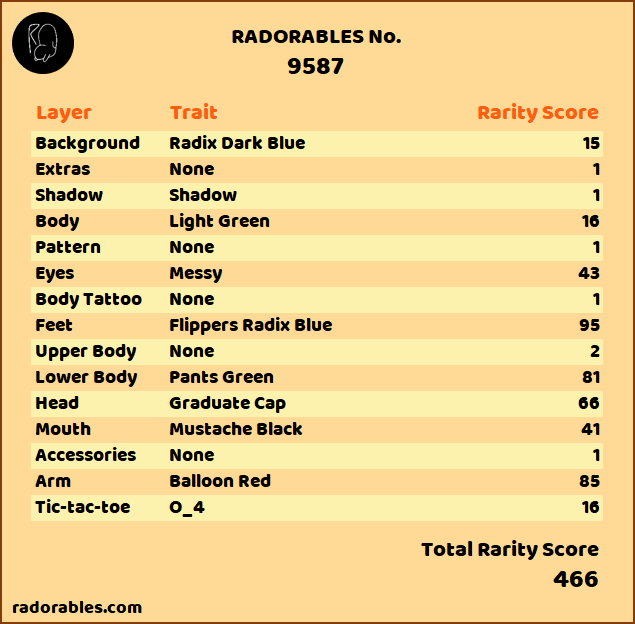 RADORABLES No.
9587
Layer Trait Rarity Score
Background Radix Dark Blue 15
Extras None 1
Shadow Shadow 1
Body Light Green 16
Pattern None 1
Eyes Messy 43
Body Tattoo None 1
Feet Flippers Radix Blue 95
Upper Body None 2
Lower Body Pants Green 81
Head Graduate Cap 66
Mouth Mustache Black 41
Accessories None 1
Arm Balloon Red 85
Tic-tac-toe O_4 16
Total Rarity Score
466
radorables.com